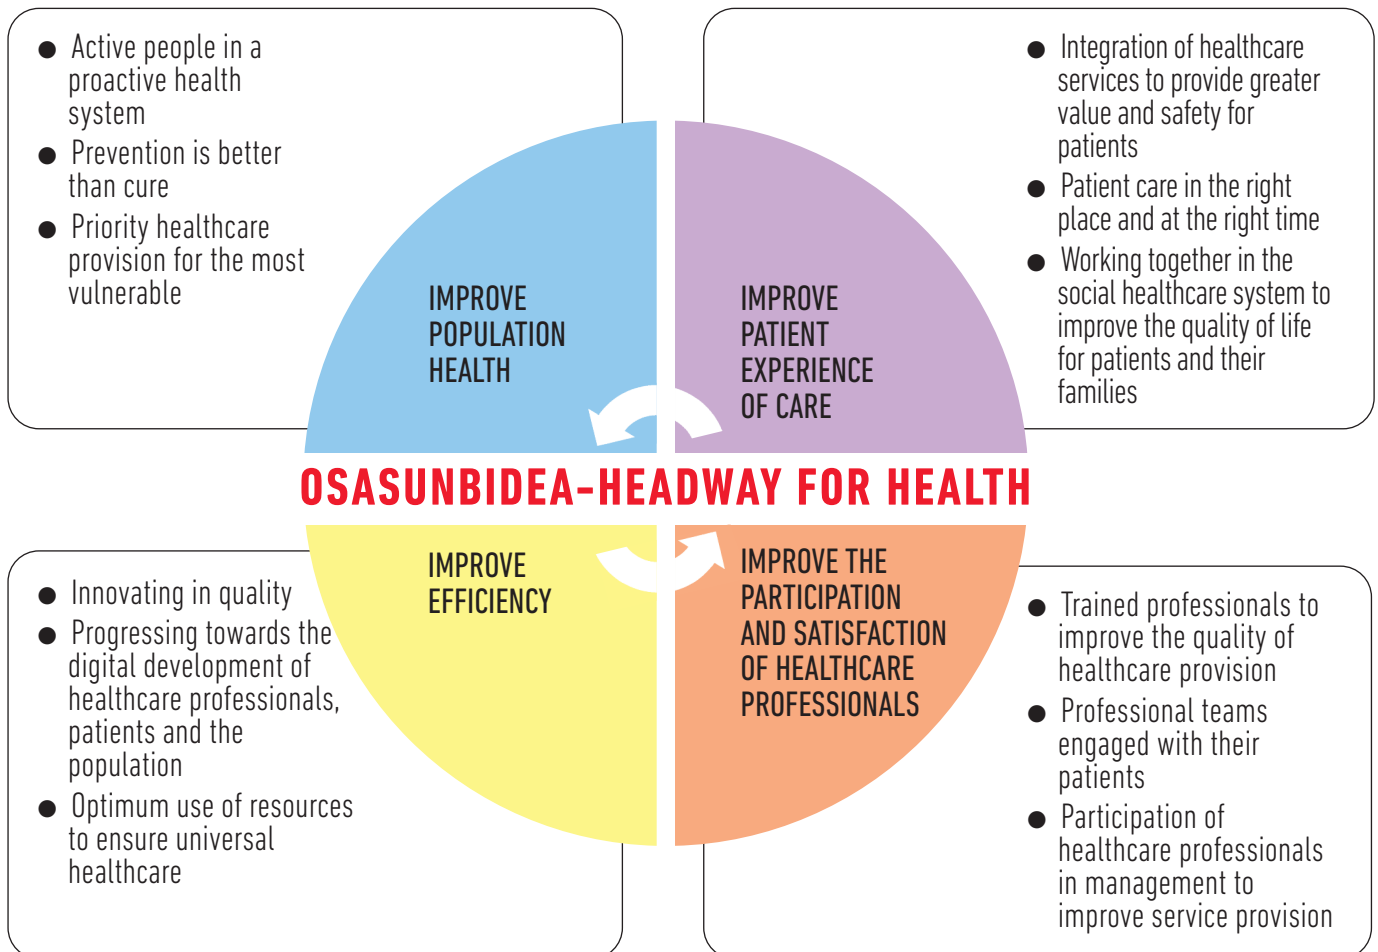 ● Active people in a
proactive health
system
● Prevention is better
than cure
● Priority healthcare
provision for the most
vulnerable
● Integration of healthcare
services to provide greater
value and safety for
patients
● Patient care in the right
place and at the right time
● Working together in the
social healthcare system to
improve the quality of life
for patients and their
families
IMPROVE
POPULATION
HEALTH
IMPROVE
PATIENT
EXPERIENCE
OF CARE
OSASUNBIDEA-HEADWAY FOR HEALTH
IMPROVE
EFFICIENCY
IMPROVE THE
PARTICIPATION
AND SATISFACTION
OF HEALTHCARE
PROFESSIONALS
● Innovating in quality
● Progressing towards the
digital development of
healthcare professionals,
patients and the
population
● Optimum use of resources
to ensure universal
healthcare
● Trained professionals to
improve the quality of
healthcare provision
● Professional teams
engaged with their
patients
● Participation of
healthcare professionals
in management to
improve service provision